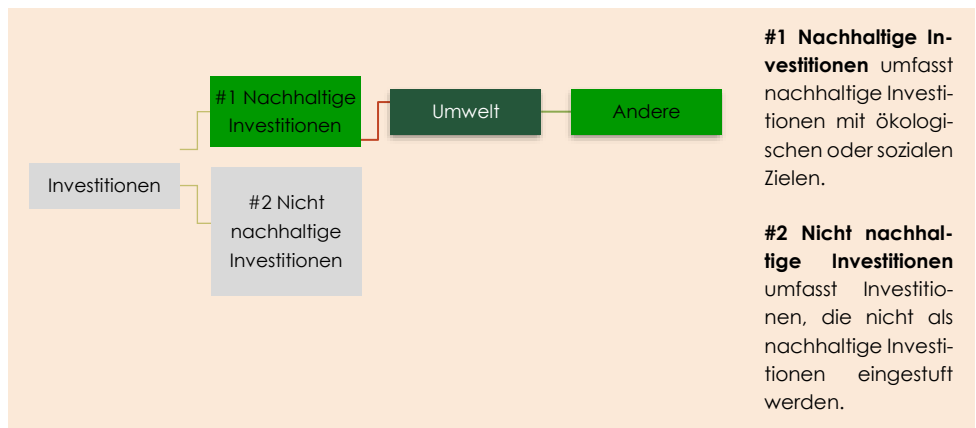 #1 Nachhaltige
Investitionen
Umwelt
Andere
Investitionen
#2 Nicht
nachhaltige
Investitionen
#1 Nachhaltige In-
vestitionen umfasst
nachhaltige Investi-
tionen mit ökologi-
schen oder sozialen
Zielen.
#2 Nicht nachhal-
tige Investitionen
umfasst Investitio-
nen, die nicht als
nachhaltige Investi-
tionen eingestuft
werden.